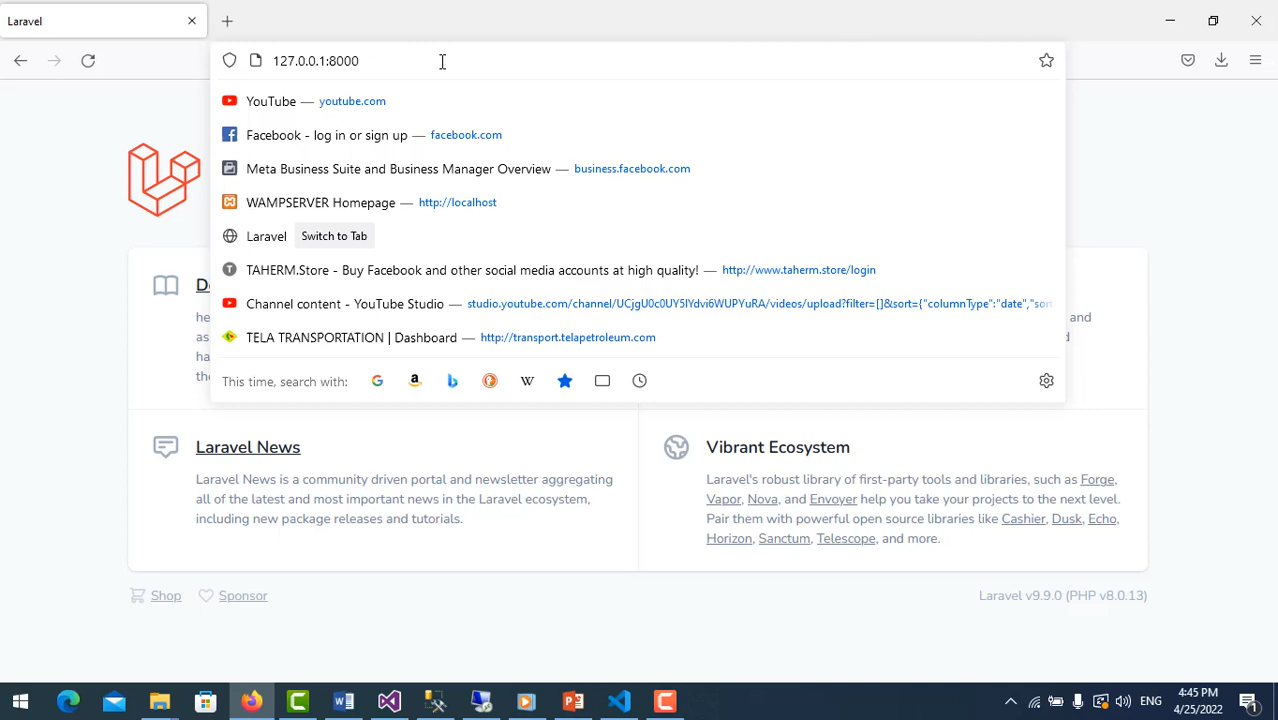 Laravel
127.0.0.1:8000
YouTube — youtube.com
Facebook - log in or sign up — facebook.com
Meta Business Suite and Business Manager Overview — business.facebook.com
WAMPSERVER Homepage — http://localhost
Laravel Switch to Tab
TAHERM.Store - Buy Facebook and other social media accounts at high quality! — http://www.taherm.store/login
Channel content - YouTube Studio — studio.youtube.com/channel/UCjgU0c0UY5lYdvi6WUPYuRA/videos/upload?filter=[]&sort={"columnType":"date","sort
TELA TRANSPORTATION | Dashboard — http://transport.telapetroleum.com
This time, search with:
and
Laravel News
Laravel News is a community driven portal and newsletter aggregating
all of the latest and most important news in the Laravel ecosystem,
including new package releases and tutorials.
Vibrant Ecosystem
Laravel's robust library of first-party tools and libraries, such as Forge,
Vapor, Nova, and Envoyer help you take your projects to the next level.
Pair them with powerful open source libraries like Cashier, Dusk, Echo,
Horizon, Sanctum, Telescope, and more.
Shop Sponsor
Laravel v9.9.0 (PHP v8.0.13)
ENG
4:45 PM
4/25/2022
1